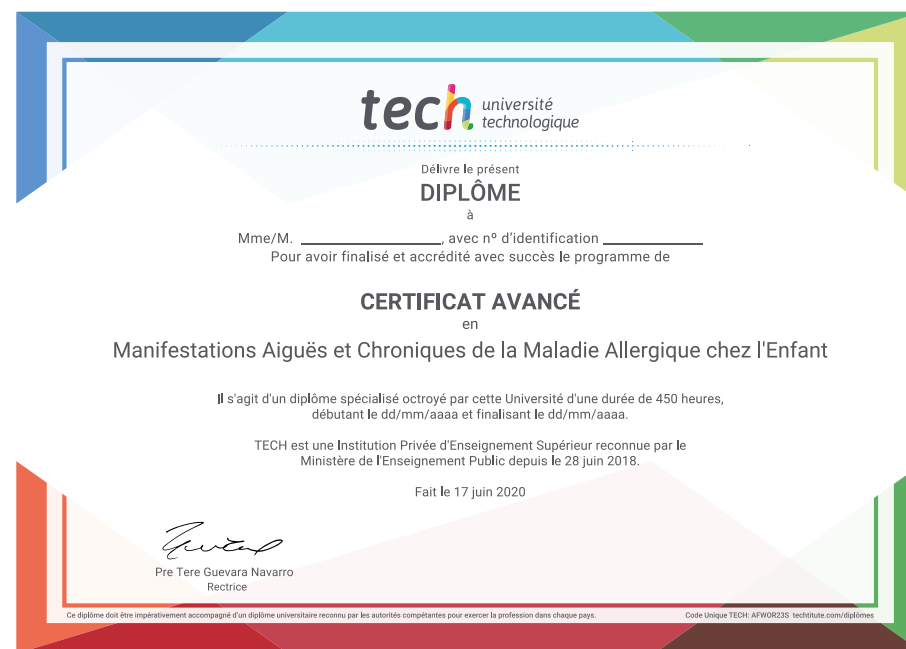 tech université
technologique
Délivre le présent
DIPLÔME
à
Mme/M. ____________________, avec nº d'identification ______________
Pour avoir finalisé et accrédité avec succès le programme de
CERTIFICAT AVANCÉ
en
Manifestations Aiguës et Chroniques de la Maladie Allergique chez l'Enfant
Il s'agit d'un diplôme spécialisé octroyé par cette Université d'une durée de 450 heures,
débutant le dd/mm/aaaa et finalisant le dd/mm/aaaa.
TECH est une Institution Privée d'Enseignement Supérieur reconnue par le
Ministère de l'Enseignement Public depuis le 28 juin 2018.
Fait le 17 juin 2020
Pre Tere Guevara Navarro
Rectrice
Ce diplôme doit être impérativement accompagné d'un diplôme universitaire reconnu par les autorités compétantes pour exercer la profession dans chaque pays. Code Unique TECH: AFWOR23S techtitute.com/diplômes